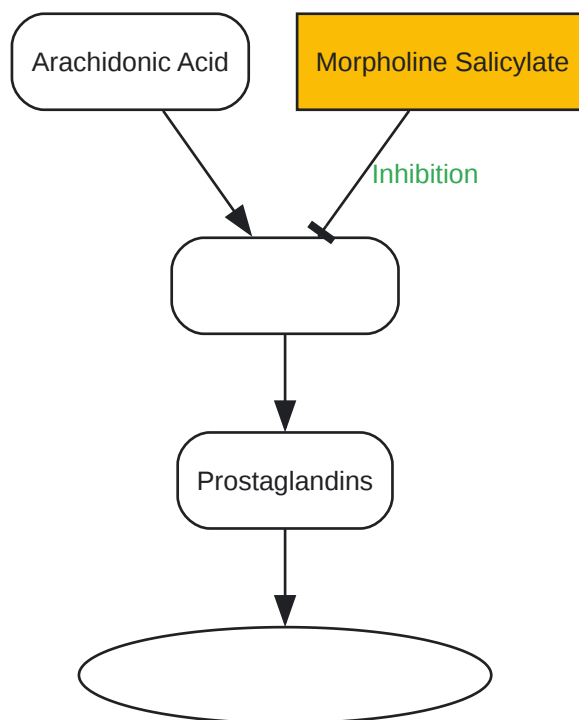 Arachidonic Acid
Morpholine Salicylate
Inhibition
Prostaglandins